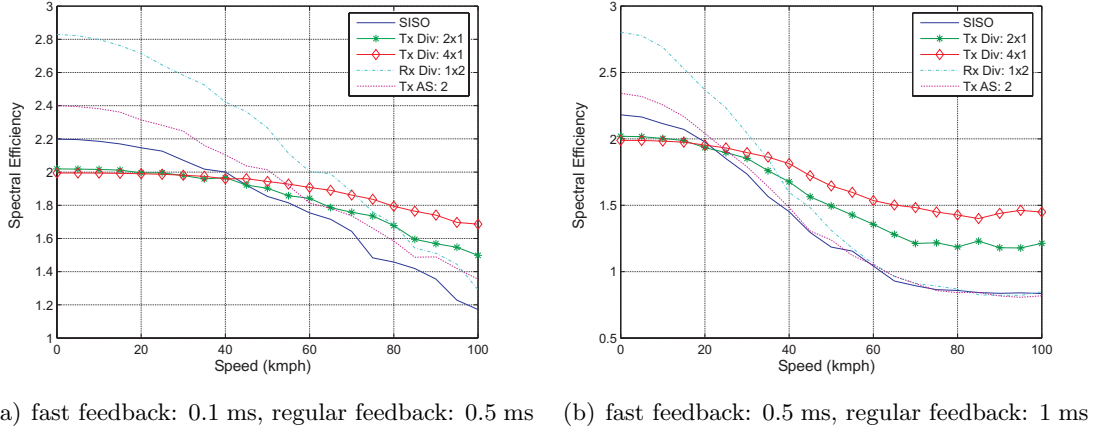 3
2.8
2.6
2.4
2.2
2.0
1.8
1.6
1.4
1.2
1
0
20
40
60
80
100
Spectral Efficiency
Speed (kmph)
SISO
Tx Div: 2x1
Tx Div: 4x1
Rx Div: 1x2
Tx AS: 2
a) fast feedback: 0.1 ms, regular feedback: 0.5 ms
3
2.5
2
1.5
1
0.5
0
20
40
60
80
100
Spectral Efficiency
Speed (kmph)
SISO
Tx Div: 2x1
Tx Div: 4x1
Rx Div: 1x2
Tx AS: 2
(b) fast feedback: 0.5 ms, regular feedback: 1 ms